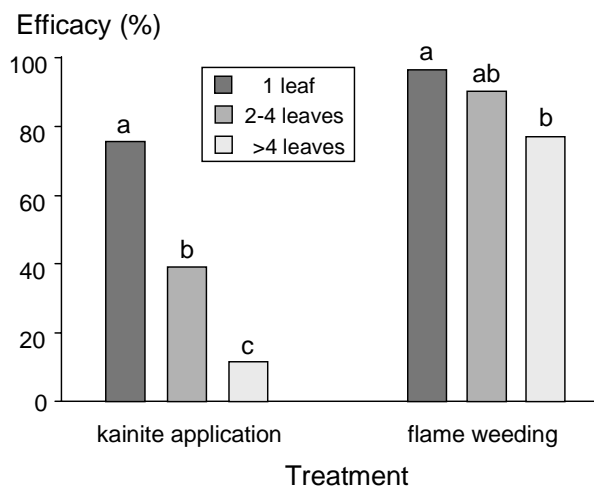 Efficacy (%)
100
80
60
40
20
0
1 leaf
2-4 leaves
>4 leaves
a
b
c
a
ab
b
kainite application
flame weeding
Treatment